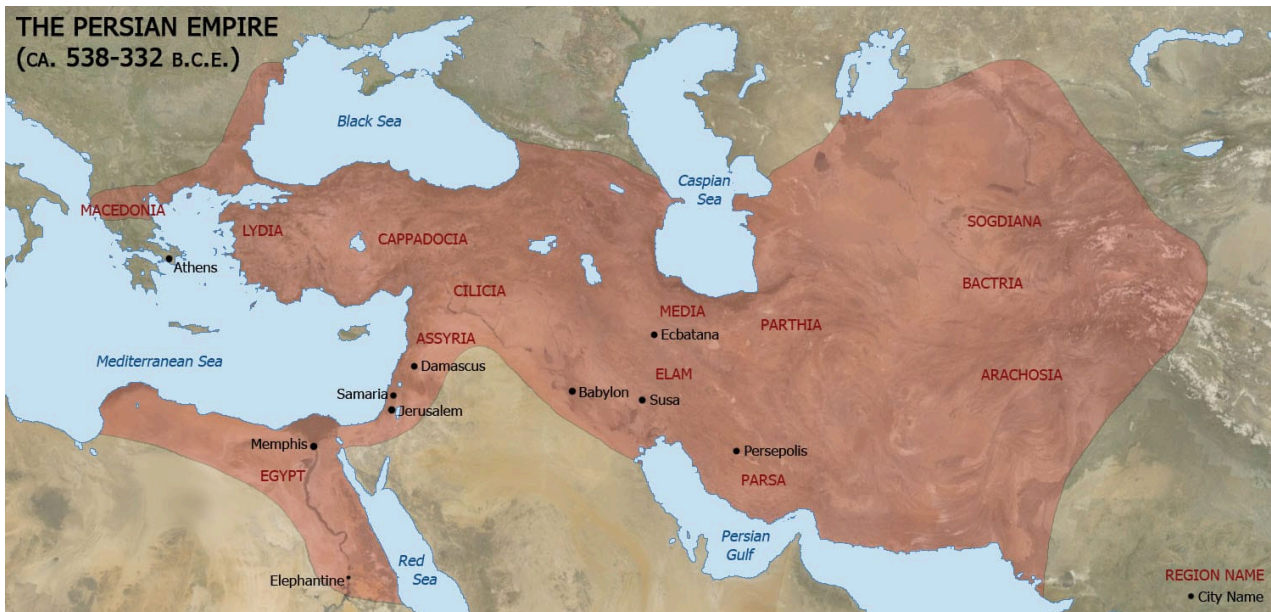 THE PERSIAN EMPIRE
(CA. 538-332 B.C.E.)
Black Sea
Caspian
Sea
MACEDONIA
LYDIA
CAPPADOCIA
SOGDIANA
Athens
CILICIA
BACTRIA
MEDIA
PARTHIA
ASSYRIA
Ecbatana
Mediterranean Sea
Damascus
ELAM
ARACHOSIA
Samaria
Babylon
Susa
Jerusalem
Memphis
Persepolis
EGYPT
PARSA
Persian
Gulf
Red
Sea
Elephantine
REGION NAME
City Name